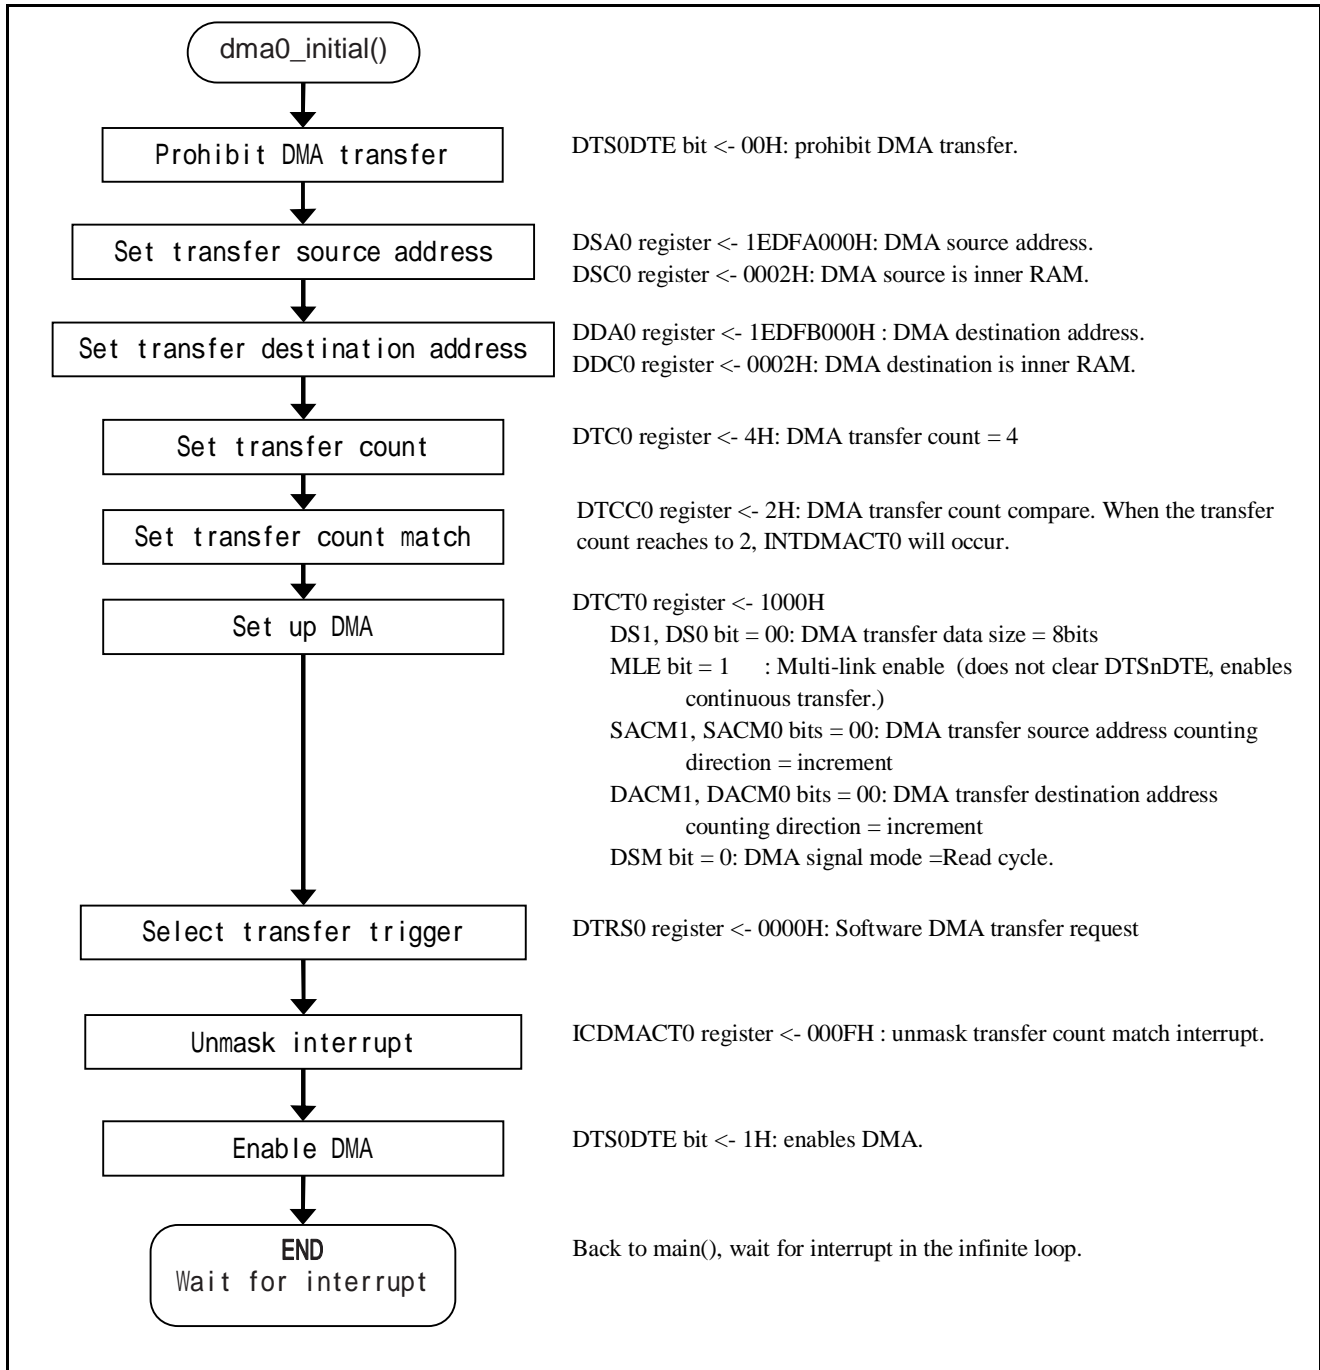 dma0_initial()
Prohibit DMA transfer
DTS0DTE bit <- 00H: prohibit DMA transfer.
Set transfer source address
DSA0 register <- 1EDFA000H: DMA source address.
DSC0 register <- 0002H: DMA source is inner RAM.
Set transfer destination address
DDA0 register <- 1EDFB000H : DMA destination address.
DDC0 register <- 0002H: DMA destination is inner RAM.
Set transfer count
DTC0 register <- 4H: DMA transfer count = 4
Set transfer count match
DTCC0 register <- 2H: DMA transfer count compare. When the transfer
count reaches to 2, INTDMACT0 will occur.
Set up DMA
DTCT0 register <- 1000H
DS1, DS0 bit = 00: DMA transfer data size = 8bits
MLE bit = 1 : Multi-link enable (does not clear DTSnDTE, enables
continuous transfer.)
SACM1, SACM0 bits = 00: DMA transfer source address counting
direction = increment
DACM1, DACM0 bits = 00: DMA transfer destination address
counting direction = increment
DSM bit = 0: DMA signal mode =Read cycle.
Select transfer trigger
DTRS0 register <- 0000H: Software DMA transfer request
Unmask interrupt
ICDMACT0 register <- 000FH : unmask transfer count match interrupt.
Enable DMA
DTS0DTE bit <- 1H: enables DMA.
END
Wait for interrupt
Back to main(), wait for interrupt in the infinite loop.